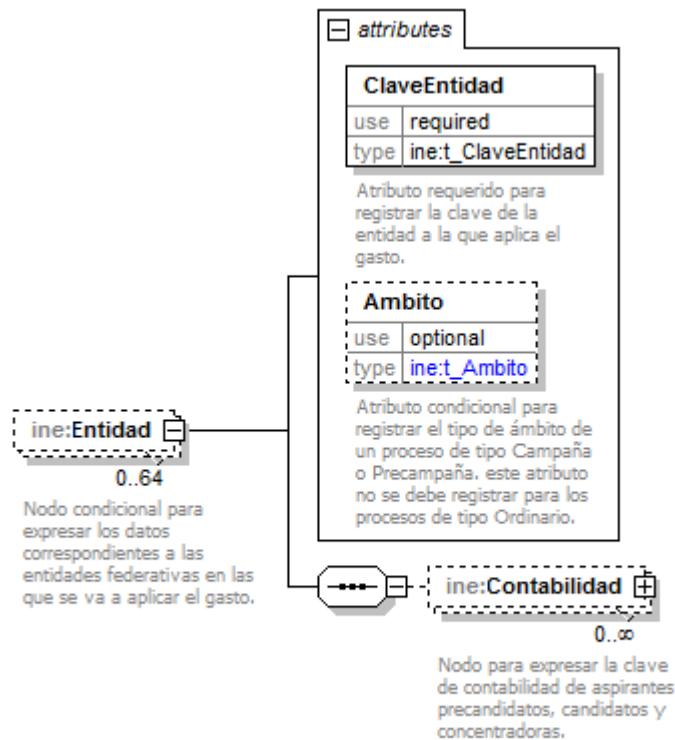 attributes
ClaveEntidad
use required
type ine:t_ClaveEntidad
Atributo requerido para
registrar la clave de la
entidad a la que aplica el
gasto.
Ambito
use optional
type ine:t_Ambito
Atributo condicional para
registrar el tipo de ámbito de
un proceso de tipo Campaña
o Precampaña, este atributo
no se debe registrar para los
procesos de tipo Ordinario.
ine:Entidad
0..64
Nodo condicional para
expresar los datos
correspondientes a las
entidades federativas en las
que se va a aplicar el gasto.
ine:Contabilidad
0..∞
Nodo para expresar la clave
de contabilidad de aspirantes
precandidatos, candidatos y
concentradoras.